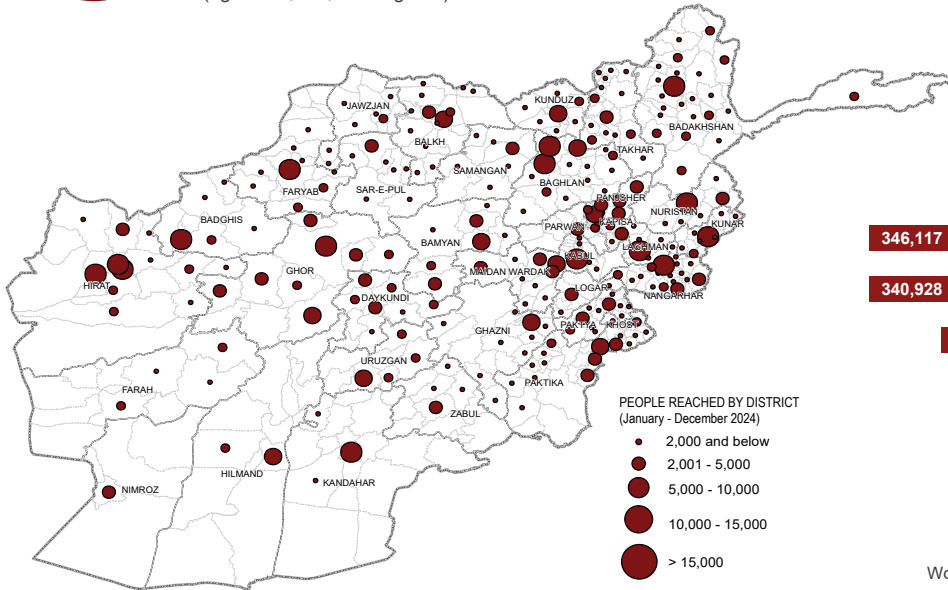 JAWZJAN
KUNDUZ
BALKH
BADAKHSHAN
TAKHAR
SAMANGAN
BAGHLAN
FARYAB
SAR-E-PUL
PANJSHER
NURISTAN
BADGHIS
PARWAN
KAPISA
KUNAR
BAMYAN
LAGHMAN
346,117
KABUL
GHOR
MAIDAN WARDAK
HIRAT
LOGAR
NANGARHAR
340,928
DAYKUNDI
GHAZNI
PAKTYA
KHOST
URUZGAN
FARAH
PAKTIKA
ZABUL
PEOPLE REACHED BY DISTRICT
(January - December 2024)
2,000 and below
2,001 - 5,000
5,000 - 10,000
10,000 - 15,000
> 15,000
HILMAND
KANDAHAR
NIMROZ